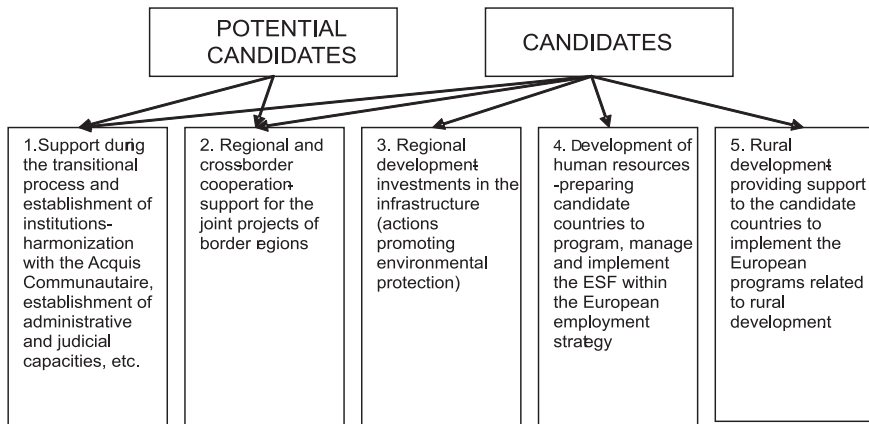 POTENTIAL
CANDIDATES
CANDIDATES
1.Support during
the transitional
process and
establishment of
institutions-
harmonization
with the Acquis
Communautaire,
establishment of
administrative
and judicial
capacities, etc.
2. Regional and
cross-border
cooperation-
support for the
joint projects of
border regions
3. Regional
development-
investments in the
infrastructure
(actions
promoting
environmental
protection)
4. Development of
human resources
-preparing
candidate
countries to
program, manage
and implement
the ESF within
the European
employment
strategy
5. Rural
development-
providing support
to the candidate
countries to
implement the
European
programs related
to rural
development